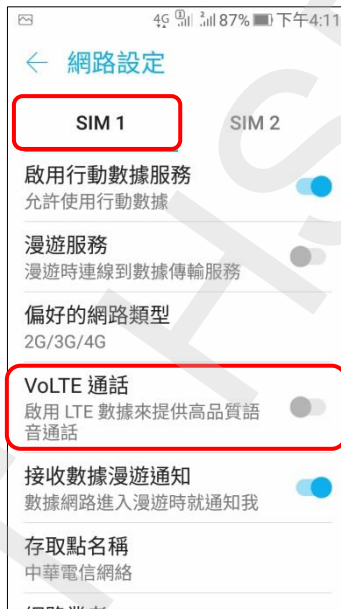 4G 1 2 87% 下午4:11
← 網路設定
SIM 1 SIM 2
啟用行動數據服務
允許使用行動數據
漫遊服務
漫遊時連線到數據傳輸服務
偏好的網路類型
2G/3G/4G
VoLTE 通話
啟用 LTE 數據來提供高品質語
音通話
接收數據漫遊通知
數據網路進入漫遊時就通知我
存取點名稱
中華電信網絡